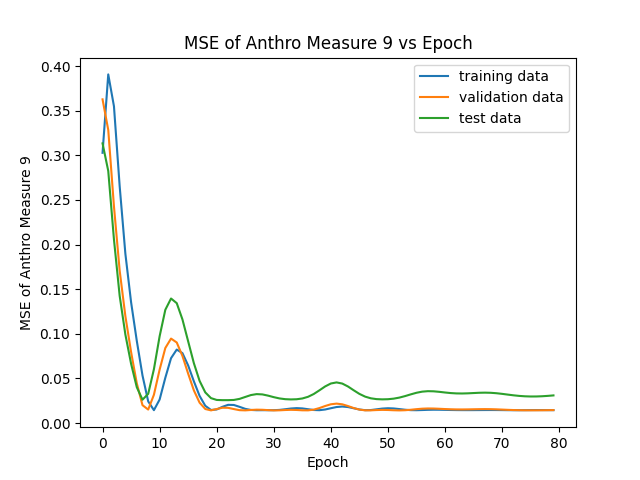 MSE of Anthro Measure 9 vs Epoch
training data
validation data
test data
MSE of Anthro Measure 9
0.40
0.35
0.30
0.25
0.20
0.15
0.10
0.05
0.00
0 10 20 30 40 50 60 70 80
Epoch